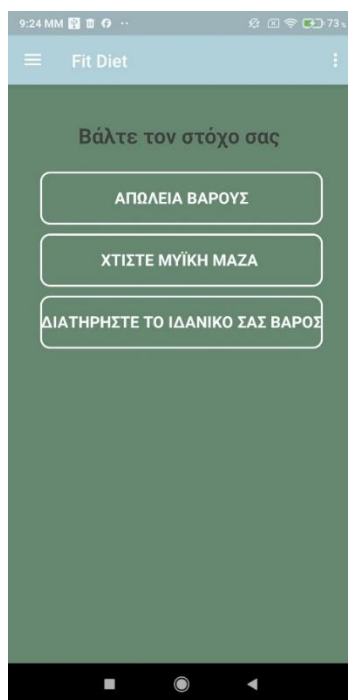 9:24 MM 73%
Fit Diet
Βάλτε τον στόχο σας
ΑΠΩΛΕΙΑ ΒΑΡΟΥΣ
ΧΤΙΣΤΕ ΜΥΪΚΗ ΜΑΖΑ
ΔΙΑΤΗΡΗΣΤΕ ΤΟ ΙΔΑΝΙΚΟ ΣΑΣ ΒΑΡΟΣ